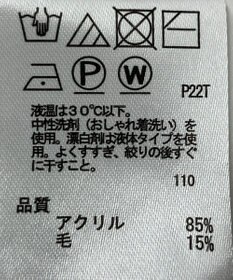 P
W
P22T
液温は30℃以下。
中性洗剤（おしゃれ着洗い）を
使用。漂白剤は液体タイプを使
用。よくすすぎ、絞りの後すぐ
に干すこと。
110
品質
アクリル 85%
毛 15%